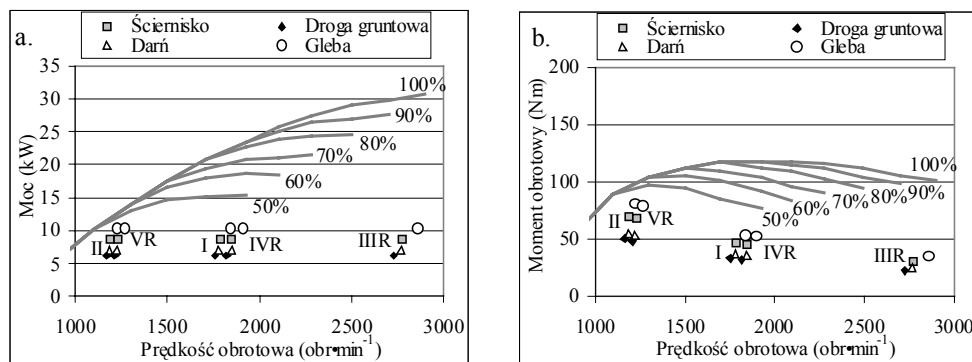 a.
Ściernisko Droga gruntowa
Darń Gleba
Moc (kW)
35
30
25
20
15
10
5
0
100%
90%
80%
70%
60%
50%
II VR I IVR IIIR
1000 1500 2000 2500 3000
Prędkość obrotowa (obr•min-1)
b.
Ściernisko Droga gruntowa
Darń Gleba
Moment obrotowy (Nm)
200
150
100
50
0
100%
90%
80%
70%
60%
50%
II VR I IVR IIIR
1000 1500 2000 2500 3000
Prędkość obrotowa (obr•min-1)